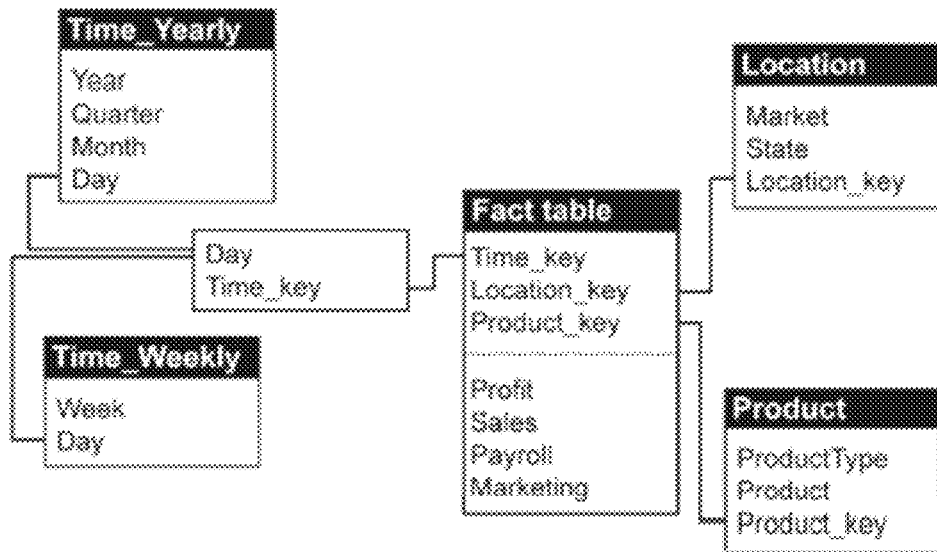 Time_Yearly
Year
Quarter
Month
Day
Day
Time_key
Time_Weekly
Week
Day
Fact table
Time_key
Location_key
Product_key
Profit
Sales
Payroll
Marketing
Location
Market
State
Location_key
Product
ProductType
Product
Product_key